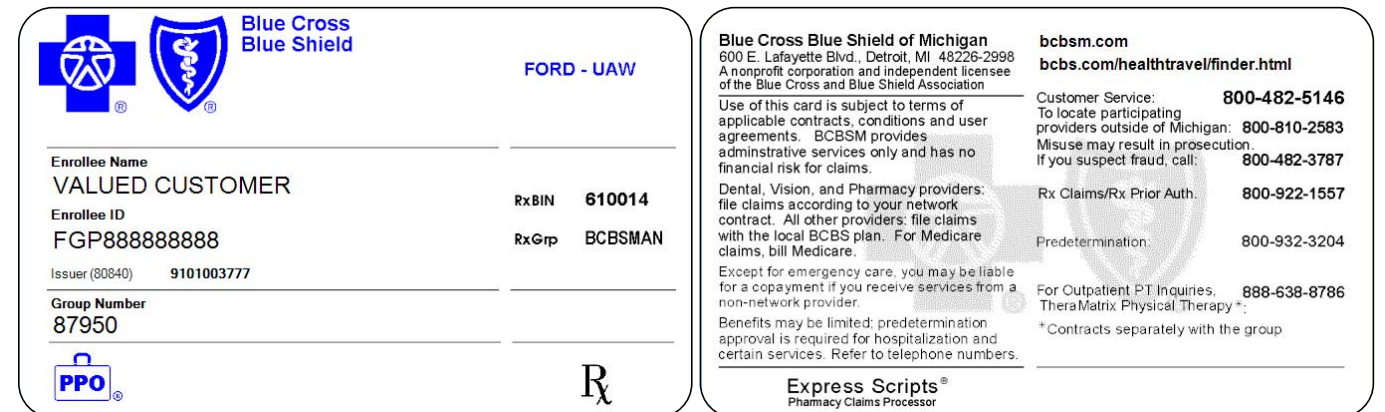 Blue Cross
Blue Shield
® ®
FORD - UAW
Enrollee Name
VALUED CUSTOMER
Enrollee ID
FGP888888888
Issuer (80840) 9101003777
Group Number
87950
RxBIN 610014
RxGrp BCBSMAN
PPO®
Rx
Blue Cross Blue Shield of Michigan
600 E. Lafayette Blvd., Detroit, MI 48226-2998
A nonprofit corporation and independent licensee
of the Blue Cross and Blue Shield Association
Use of this card is subject to terms of
applicable contracts, conditions and user
agreements. BCBSM provides
adminstrative services only and has no
financial risk for claims.
Dental, Vision, and Pharmacy providers:
file claims according to your network
contract. All other providers: file claims
with the local BCBS plan. For Medicare
claims, bill Medicare.
Except for emergency care, you may be liable
for a copayment if you receive services from a
non-network provider.
Benefits may be limited; predetermination
approval is required for hospitalization and
certain services. Refer to telephone numbers.
Express Scripts®
Pharmacy Claims Processor
bcbsm.com
bcbs.com/healthtravel/finder.html
Customer Service: 800-482-5146
To locate participating
providers outside of Michigan: 800-810-2583
Misuse may result in prosecution.
If you suspect fraud, call: 800-482-3787
Rx Claims/Rx Prior Auth. 800-922-1557
Predetermination: 800-932-3204
For Outpatient PT Inquiries, 888-638-8786
TheraMatrix Physical Therapy*:
*Contracts separately with the group